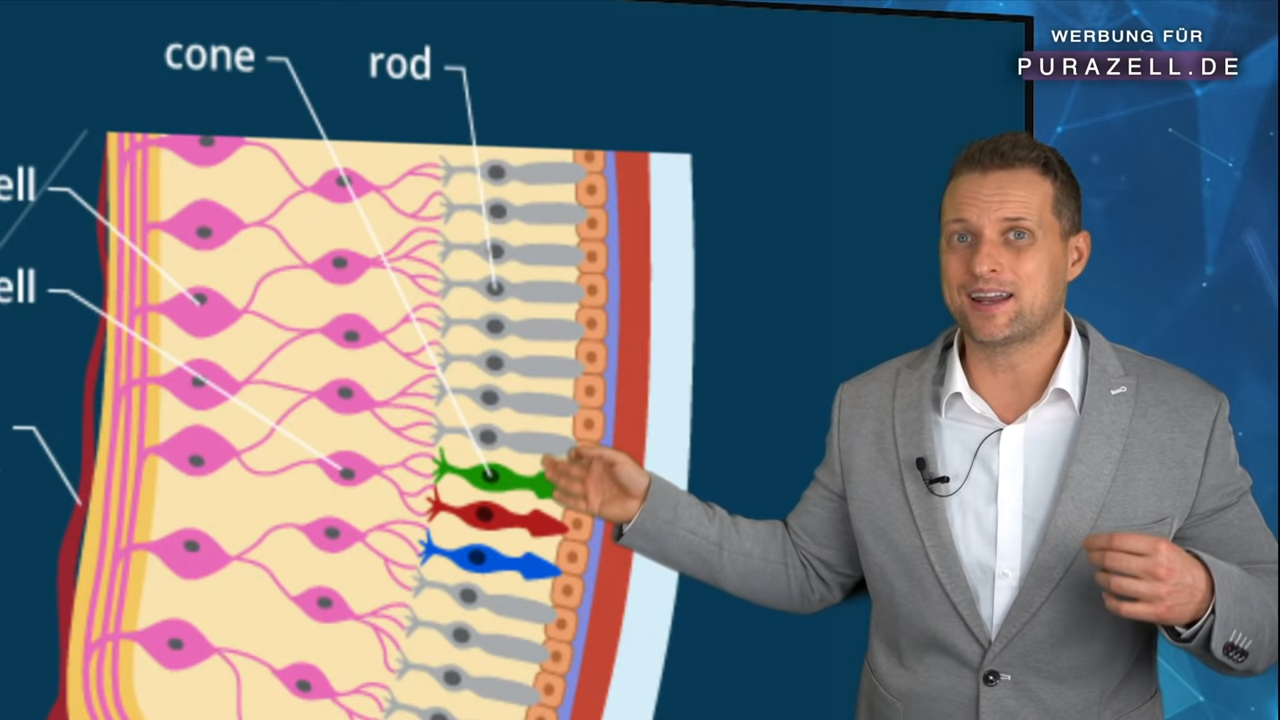 WERBUNG FÜR
PURAZELL.DE
cone
rod
ell
ell